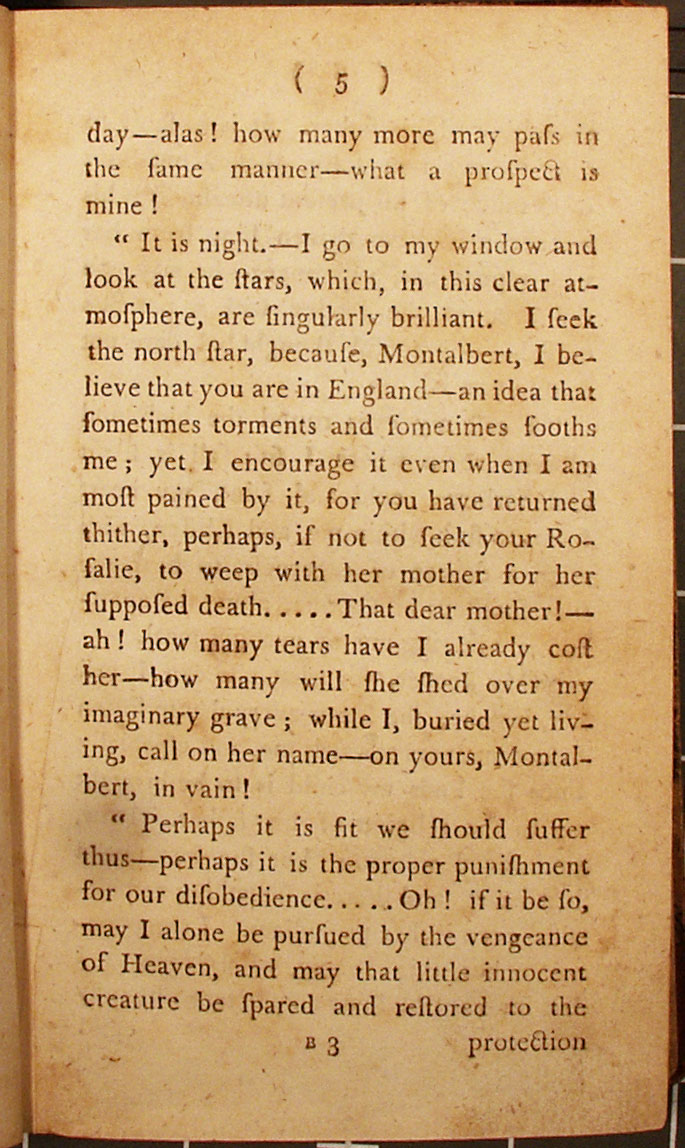 ( 5 )
day—alas! how many more may paſs in
the ſame manner—what a proſpect is
mine!
“ It is night.—I go to my window and
look at the ſtars, which, in this clear at-
moſphere, are ſingularly brilliant. I ſeek
the north ſtar, becauſe, Montalbert, I be-
lieve that you are in England—an idea that
ſometimes torments and ſometimes ſooths
me; yet I encourage it even when I am
moſt pained by it, for you have returned
thither, perhaps, if not to ſeek your Ro-
ſalie, to weep with her mother for her
ſuppoſed death.....That dear mother!—
ah! how many tears have I already coſt
her—how many will ſhe ſhed over my
imaginary grave; while I, buried yet liv-
ing, call on her name—on yours, Montal-
bert, in vain!
“ Perhaps it is fit we ſhould ſuffer
thus—perhaps it is the proper puniſhment
for our diſobedience.....Oh! if it be ſo,
may I alone be purſued by the vengeance
of Heaven, and may that little innocent
creature be ſpared and reſtored to the
B 3 protection